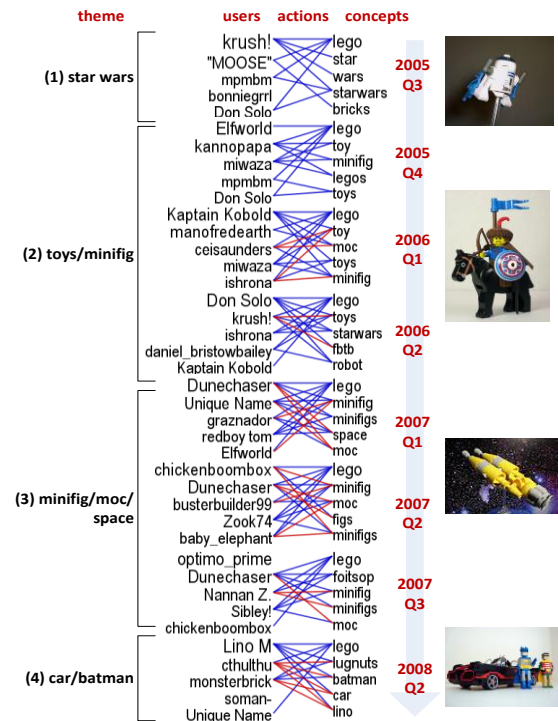 theme users actions concepts
(1) star wars
krush! lego
"MOOSE" star
mpmbm wars
bonniegrrl starwars
Don Solo bricks
2005
Q3
(2) toys/minifig
Elfworld lego
kannopapa toy
miwaza minifig
mpmbm legos
Don Solo toys
2005
Q4
Kaptain Kobold lego
manofredearth toy
ceisaunders moc
miwaza toys
ishrona minifig
2006
Q1
Don Solo lego
krush! toys
ishrona starwars
daniel_bristowbailey fbtb
Kaptain Kobold robot
2006
Q2
(3) minifig/moc/
space
Dunechaser lego
Unique Name minifig
graznador minifigs
redboy tom space
Elfworld moc
2007
Q1
chickenboombox lego
Dunechaser minifig
busterbuilder99 moc
Zook74 figs
baby_elephant minifigs
2007
Q2
optimo_prime lego
Dunechaser foitsop
Nannan Z. minifig
Sibley! minifigs
chickenboombox moc
2007
Q3
(4) car/batman
Lino M lego
cthulhu lugnuts
monsterbrick batman
soman- car
Unique Name lino
2008
Q2